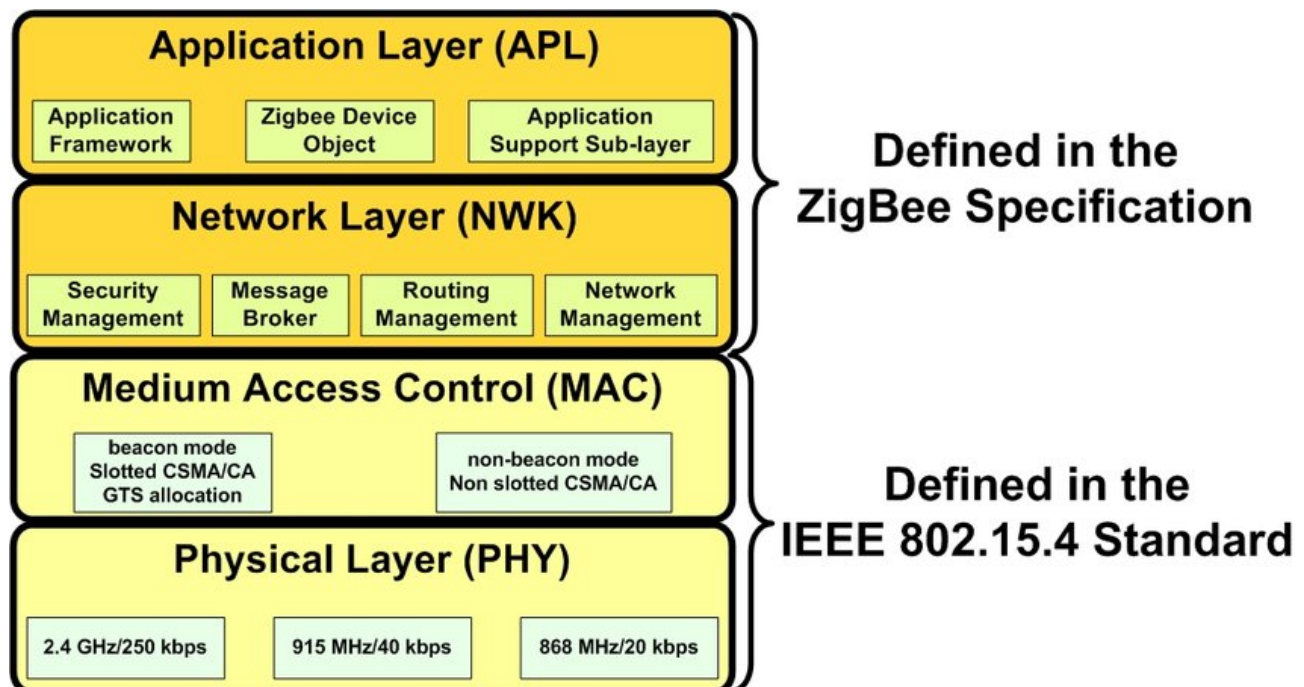 Application Layer (APL)
Application
Framework
Zigbee Device
Object
Application
Support Sub-layer
Network Layer (NWK)
Security
Management
Message
Broker
Routing
Management
Network
Management
Defined in the
ZigBee Specification
Medium Access Control (MAC)
beacon mode
Slotted CSMA/CA
GTS allocation
non-beacon mode
Non slotted CSMA/CA
Physical Layer (PHY)
2.4 GHz/250 kbps
915 MHz/40 kbps
868 MHz/20 kbps
Defined in the
IEEE 802.15.4 Standard